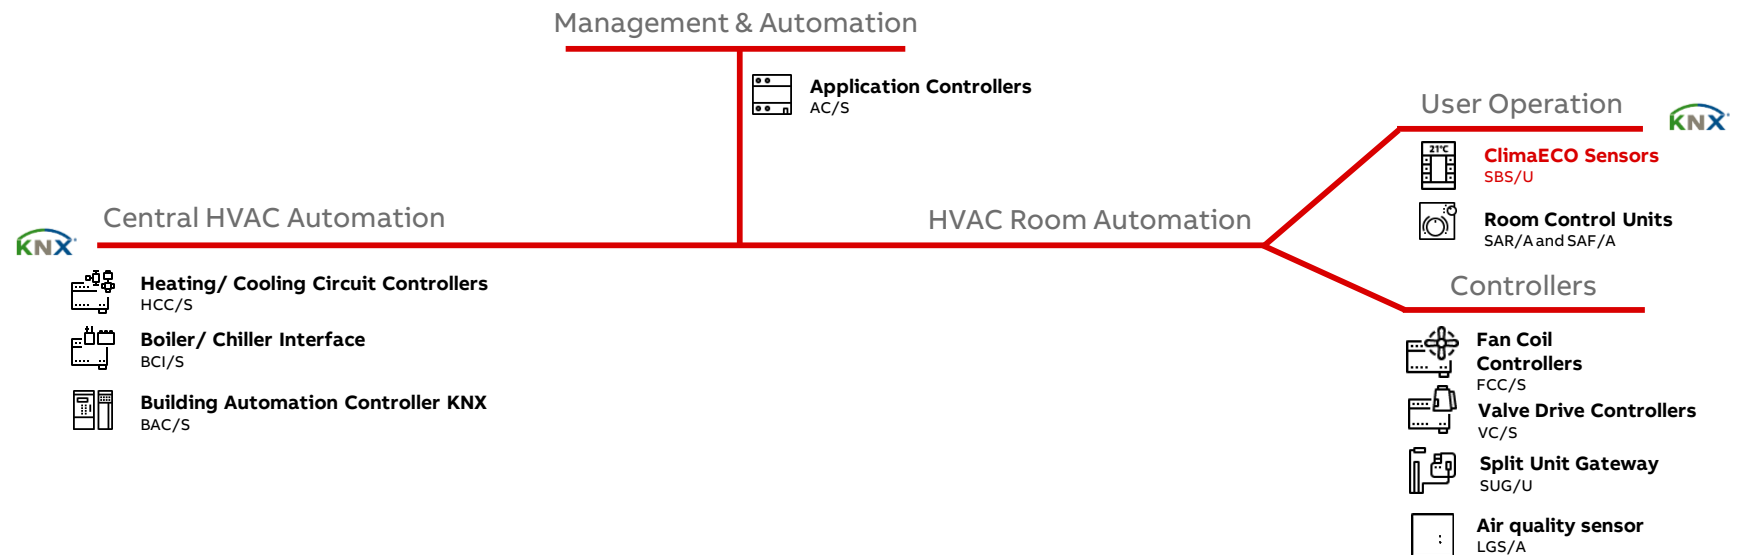 Management & Automation
Application Controllers
AC/S
User Operation
KNX
21°C
ClimaECO Sensors
SBS/U
Room Control Units
SAR/A and SAF/A
Central HVAC Automation
KNX
HVAC Room Automation
Heating/ Cooling Circuit Controllers
HCC/S
Boiler/ Chiller Interface
BCI/S
Building Automation Controller KNX
BAC/S
Controllers
Fan Coil
Controllers
FCC/S
Valve Drive Controllers
VC/S
Split Unit Gateway
SUG/U
Air quality sensor
LGS/A